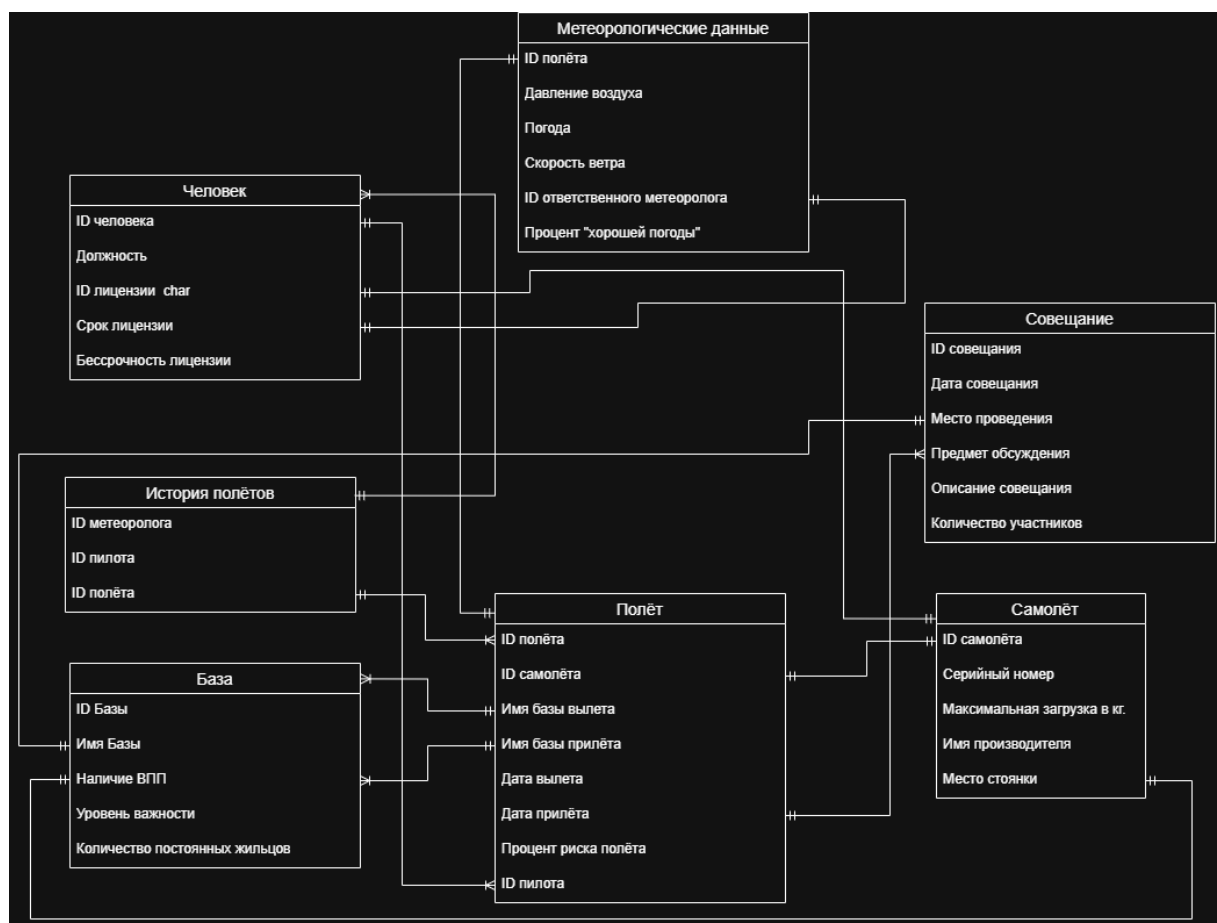 Метеорологические данные
ID полёта
Давление воздуха
Погода
Скорость ветра
ID ответственного метеоролога
Процент "хорошей погоды"
Человек
ID человека
Должность
ID лицензии  char
Срок лицензии
Бессрочность лицензии
Совещание
ID совещания
Дата совещания
Место проведения
Предмет обсуждения
Описание совещания
Количество участников
История полётов
ID метеоролога
ID пилота
ID полёта
Полёт
ID полёта
ID самолёта
Имя базы вылета
Имя базы прилёта
Дата вылета
Дата прилёта
Процент риска полёта
ID пилота
Самолёт
ID самолёта
Серийный номер
Максимальная загрузка в кг.
Имя производителя
Место стоянки
База
ID Базы
Имя Базы
Наличие ВПП
Уровень важности
Количество постоянных жильцов